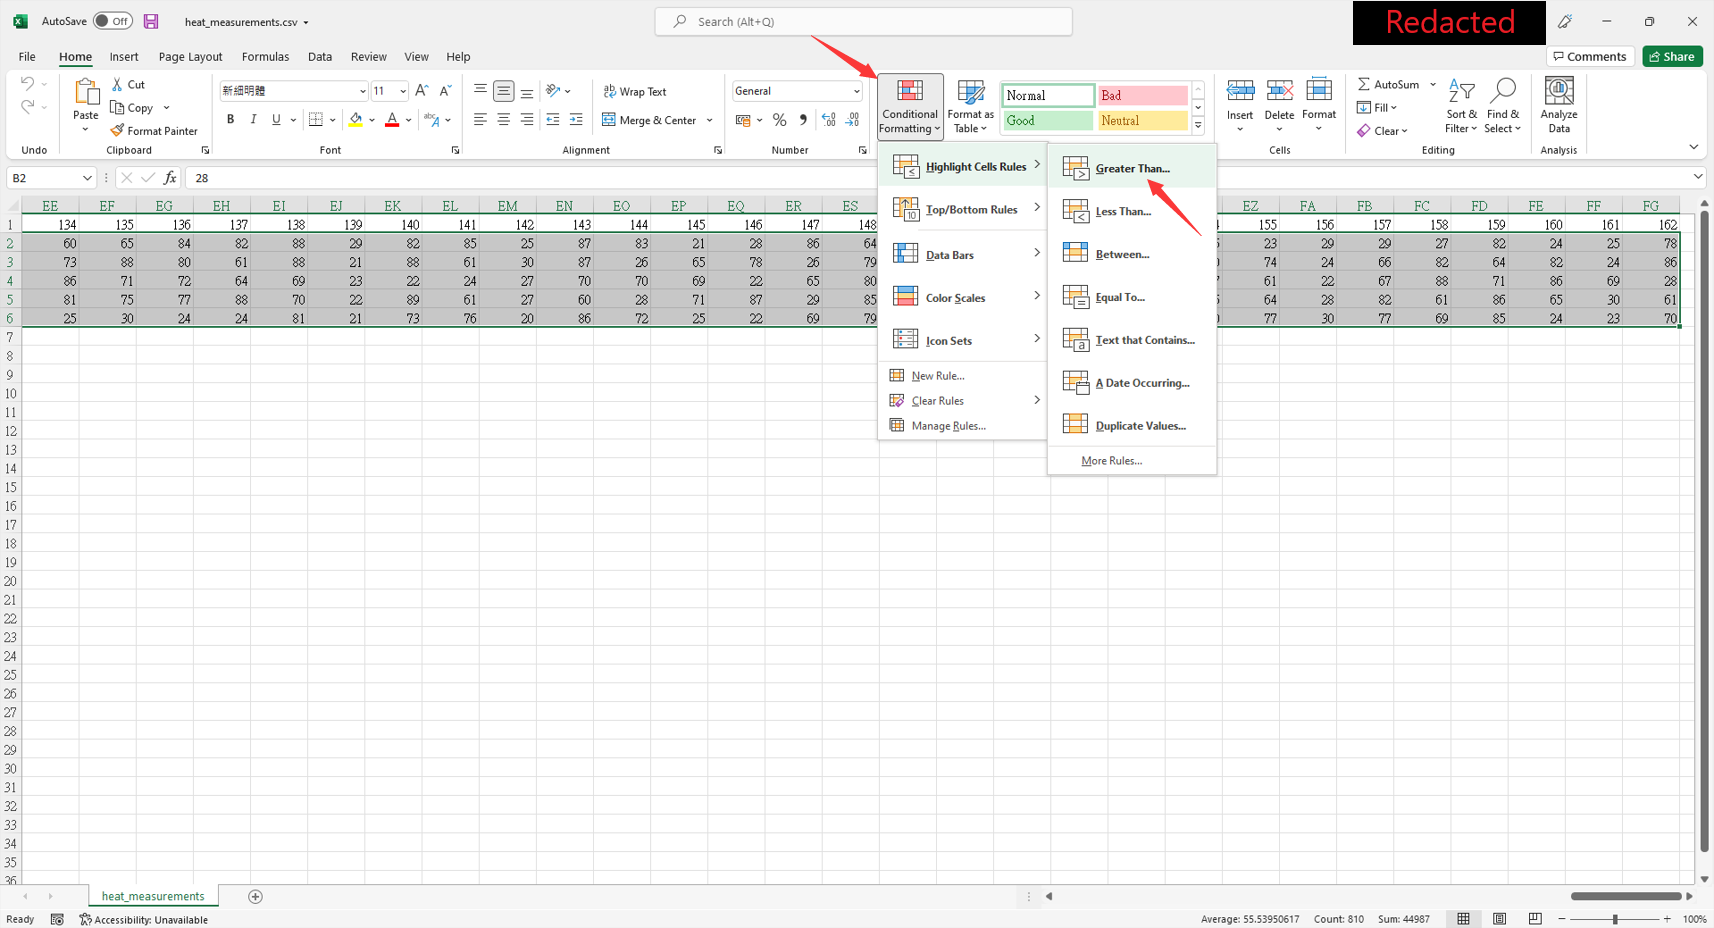 AutoSave Off heat_measurements.csv Search (Alt+Q) Redacted
File Home Insert Page Layout Formulas Data Review View Help Comments Share
Cut 新細明體 11 Wrap Text General Normal Bad AutoSum
Paste Copy Conditional Formatting Format as Table Good Neutral Insert Delete Format Fill Sort & Filter Find & Select Analyze Data
Format Painter B I U Merge & Center Clear
Undo Clipboard Font Alignment Number Cells Editing Analysis
B2 fx 28
EE EF EG EH EI EJ EK EL EM EN EO EP EQ ER ES EZ FA FB FC FD FE FF FG
1 134 135 136 137 138 139 140 141 142 143 144 145 146 147 148 155 156 157 158 159 160 161 162
2 60 65 84 82 88 29 82 85 25 87 83 21 28 86 64 23 29 29 27 82 24 25 78
3 73 88 80 61 88 21 88 61 30 87 26 65 78 26 79 74 24 66 82 64 82 24 86
4 86 71 72 64 69 23 22 24 27 70 70 69 22 65 80 61 22 67 88 71 86 69 28
5 81 75 77 88 70 22 89 61 27 60 28 71 87 29 85 64 28 82 61 86 65 30 61
6 25 30 24 24 81 21 73 76 20 86 72 25 22 69 79 77 30 77 69 85 24 23 70
7
8
9
10
11
12
13
14
15
16
17
18
19
20
21
22
23
24
25
26
27
28
29
30
31
32
33
34
35
36
Highlight Cells Rules
Top/Bottom Rules
Data Bars
Color Scales
Icon Sets
New Rule...
Clear Rules
Manage Rules...
Greater Than...
Less Than...
Between...
Equal To...
Text that Contains...
A Date Occurring...
Duplicate Values...
More Rules...
heat_measurements
Ready Accessibility: Unavailable Average: 55.53950617 Count: 810 Sum: 44987 100%